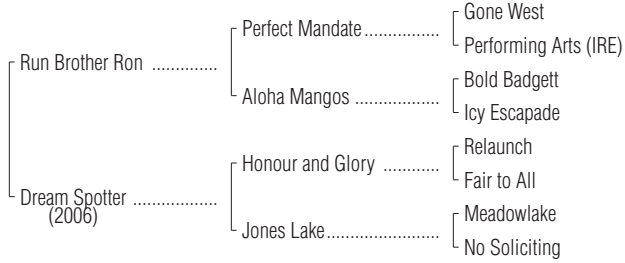 Gone West
Perfect Mandate................
Performing Arts (IRE)
Run Brother Ron ..............
Bold Badgett
Aloha Mangos ..................
Icy Escapade
Relaunch
Honour and Glory ............
Fair to All
Dream Spotter ..................
(2006)
Meadowlake
Jones Lake........................
No Soliciting